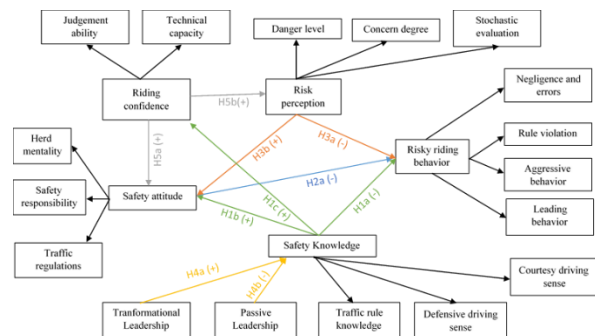 Judgement
ability
Technical
capacity
Danger level
Concern degree
Stochastic
evaluation
Riding
confidence
H5b(+)
Risk
perception
Negligence and
errors
Herd
mentality
H5a (+)
H3b (+)
H3a (-)
Risky riding
behavior
Rule violation
Safety
responsibility
Safety attitude
H2a (-)
Aggressive
behavior
H1b (+)
H1c (+)
H1a (-)
Leading
behavior
Traffic
regulations
Safety Knowledge
H4a (+)
H4b (-)
Courtesy driving
sense
Tranformational
Leadership
Passive
Leadership
Traffic rule
knowledge
Defensive driving
sense